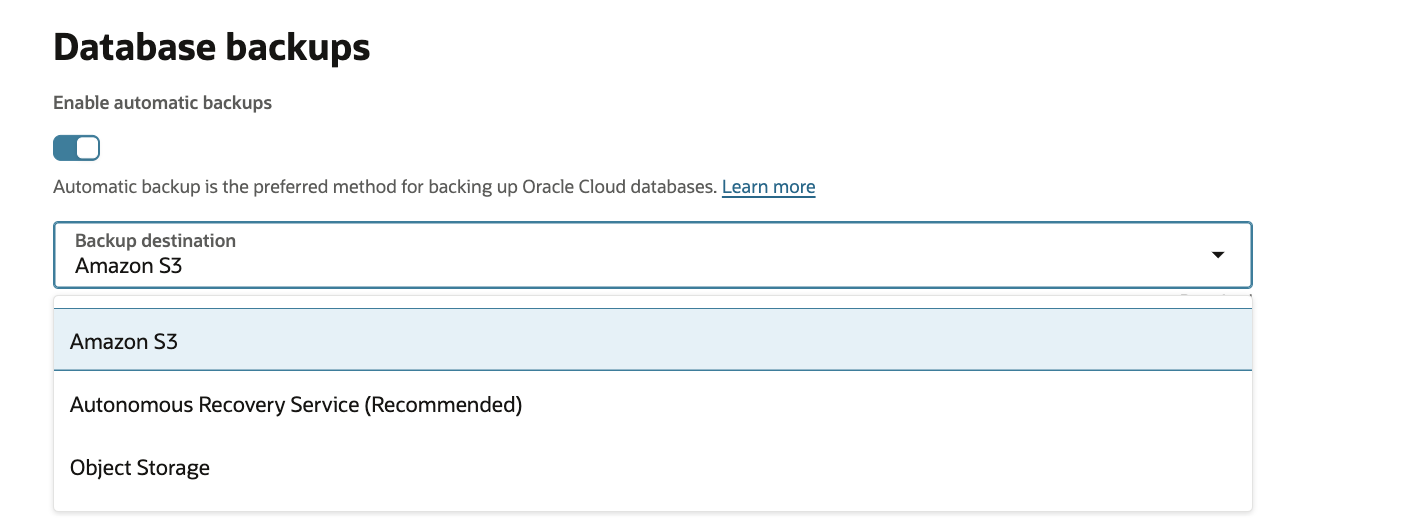 Database backups
Enable automatic backups
Automatic backup is the preferred method for backing up Oracle Cloud databases. Learn more
Backup destination
Amazon S3
Amazon S3
Autonomous Recovery Service (Recommended)
Object Storage